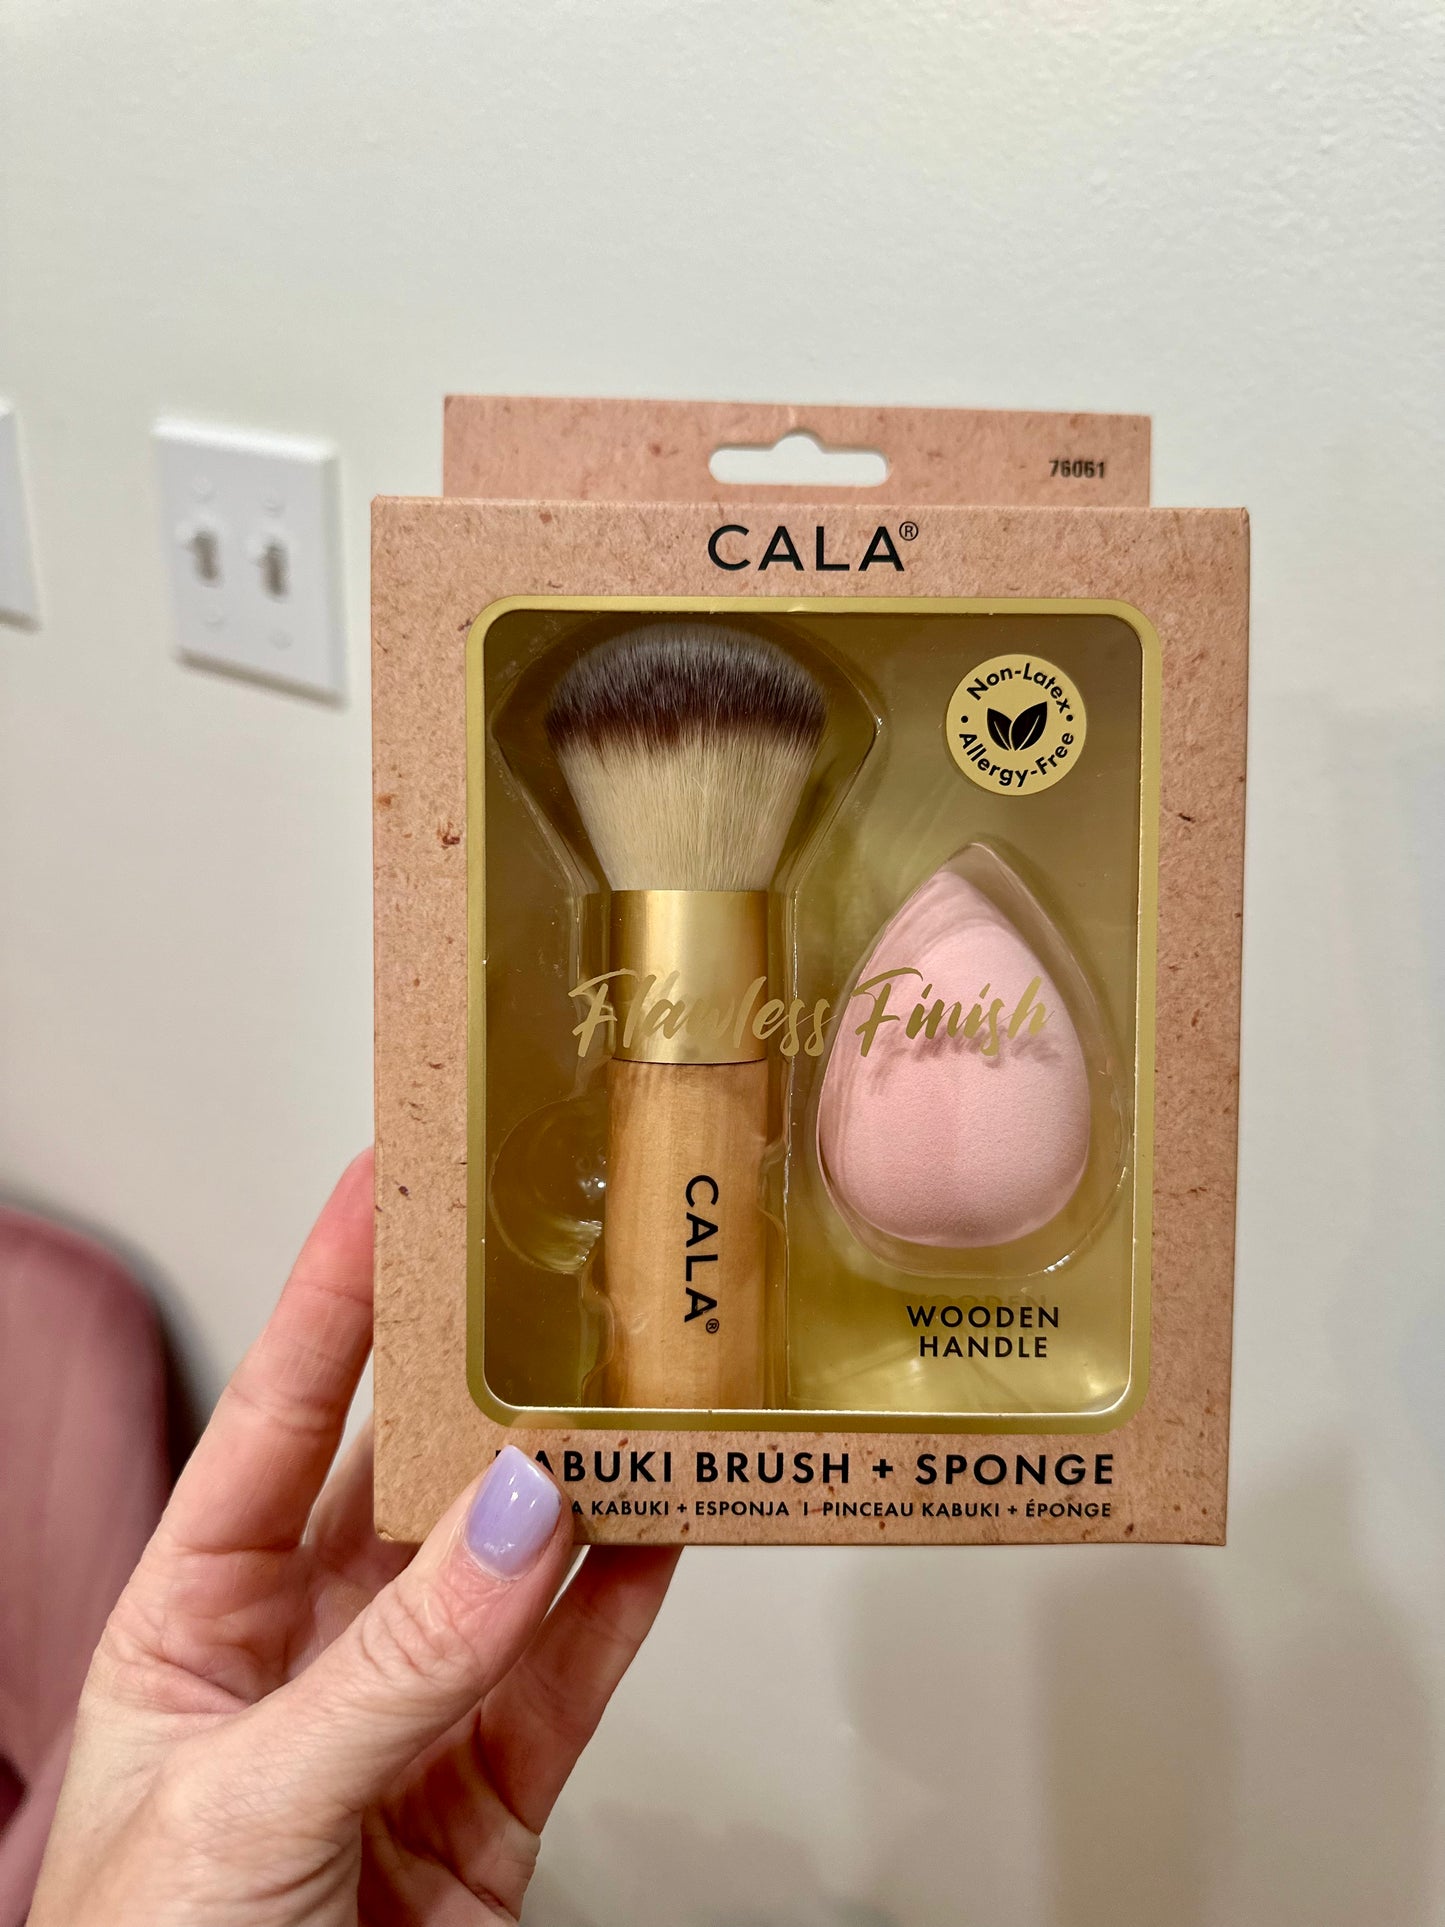 76061
CALA®
Non-Latex
Allergy-Free
Flawless Finish
CALA®
WOODEN
HANDLE
BRUSH + SPONGE
KABUKI + ESPONJA | PINCEAU KABUKI + ÉPONGE